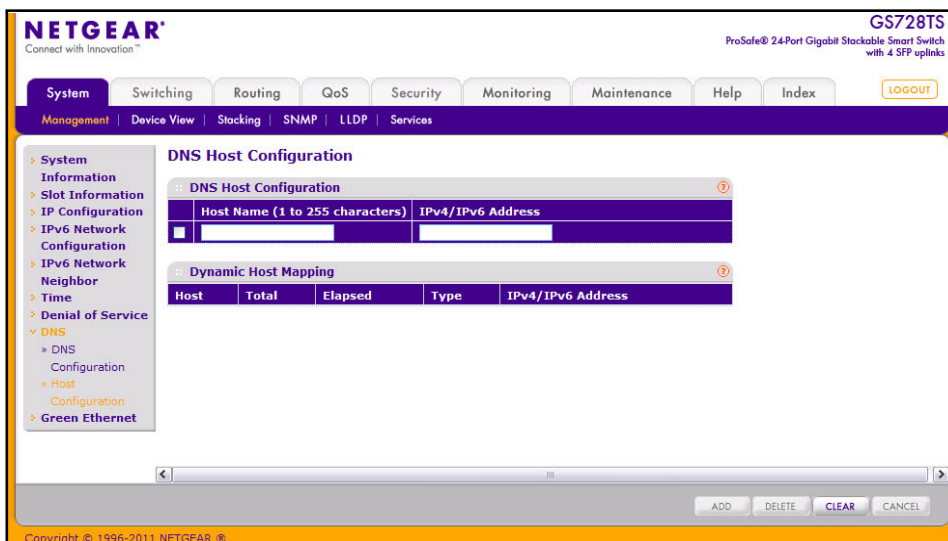 NETGEAR®
Connect with Innovation™
GS728TS
ProSafe® 24-Port Gigabit Stackable Smart Switch
with 4 SFP uplinks
System
Switching
Routing
QoS
Security
Monitoring
Maintenance
Help
Index
LOGOUT
Management | Device View | Stacking | SNMP | LLDP | Services
System
Information
Slot Information
IP Configuration
IPv6 Network
Configuration
IPv6 Network
Neighbor
Time
Denial of Service
DNS
» DNS
Configuration
» Host
Configuration
Green Ethernet
DNS Host Configuration
DNS Host Configuration
Host Name (1 to 255 characters) IPv4/IPv6 Address
Dynamic Host Mapping
Host Total Elapsed Type IPv4/IPv6 Address
ADD
DELETE
CLEAR
CANCEL
Copyright © 1996-2011 NETGEAR ®